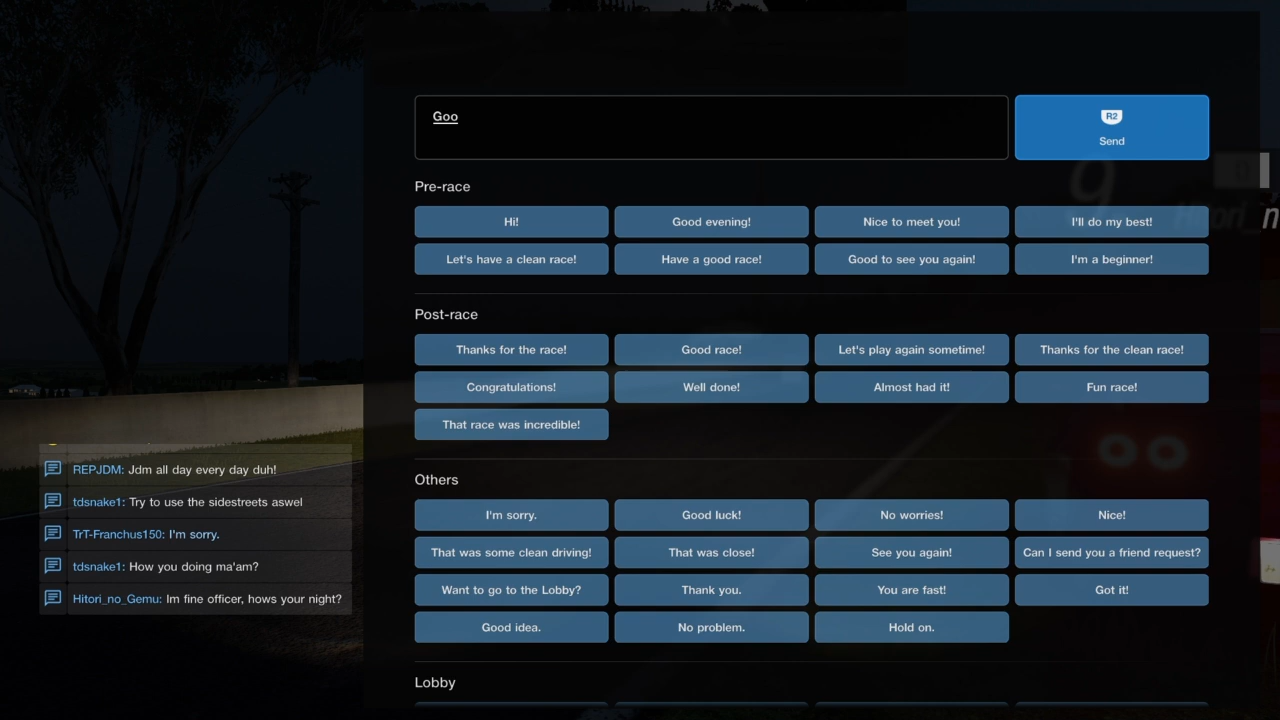 Goo
R2
Send
Pre-race
Hi!
Good evening!
Nice to meet you!
I'll do my best!
Let's have a clean race!
Have a good race!
Good to see you again!
I'm a beginner!
Post-race
Thanks for the race!
Good race!
Let's play again sometime!
Thanks for the clean race!
Congratulations!
Well done!
Almost had it!
Fun race!
That race was incredible!
Others
I'm sorry.
Good luck!
No worries!
Nice!
That was some clean driving!
That was close!
See you again!
Can I send you a friend request?
Want to go to the Lobby?
Thank you.
You are fast!
Got it!
Good idea.
No problem.
Hold on.
Lobby
REPJDM: Jdm all day every day duh!
tdsnake1: Try to use the sidestreets aswel
TrT-Franchus150: I'm sorry.
tdsnake1: How you doing ma'am?
Hitori_no_Gemu: Im fine officer, hows your night?
9